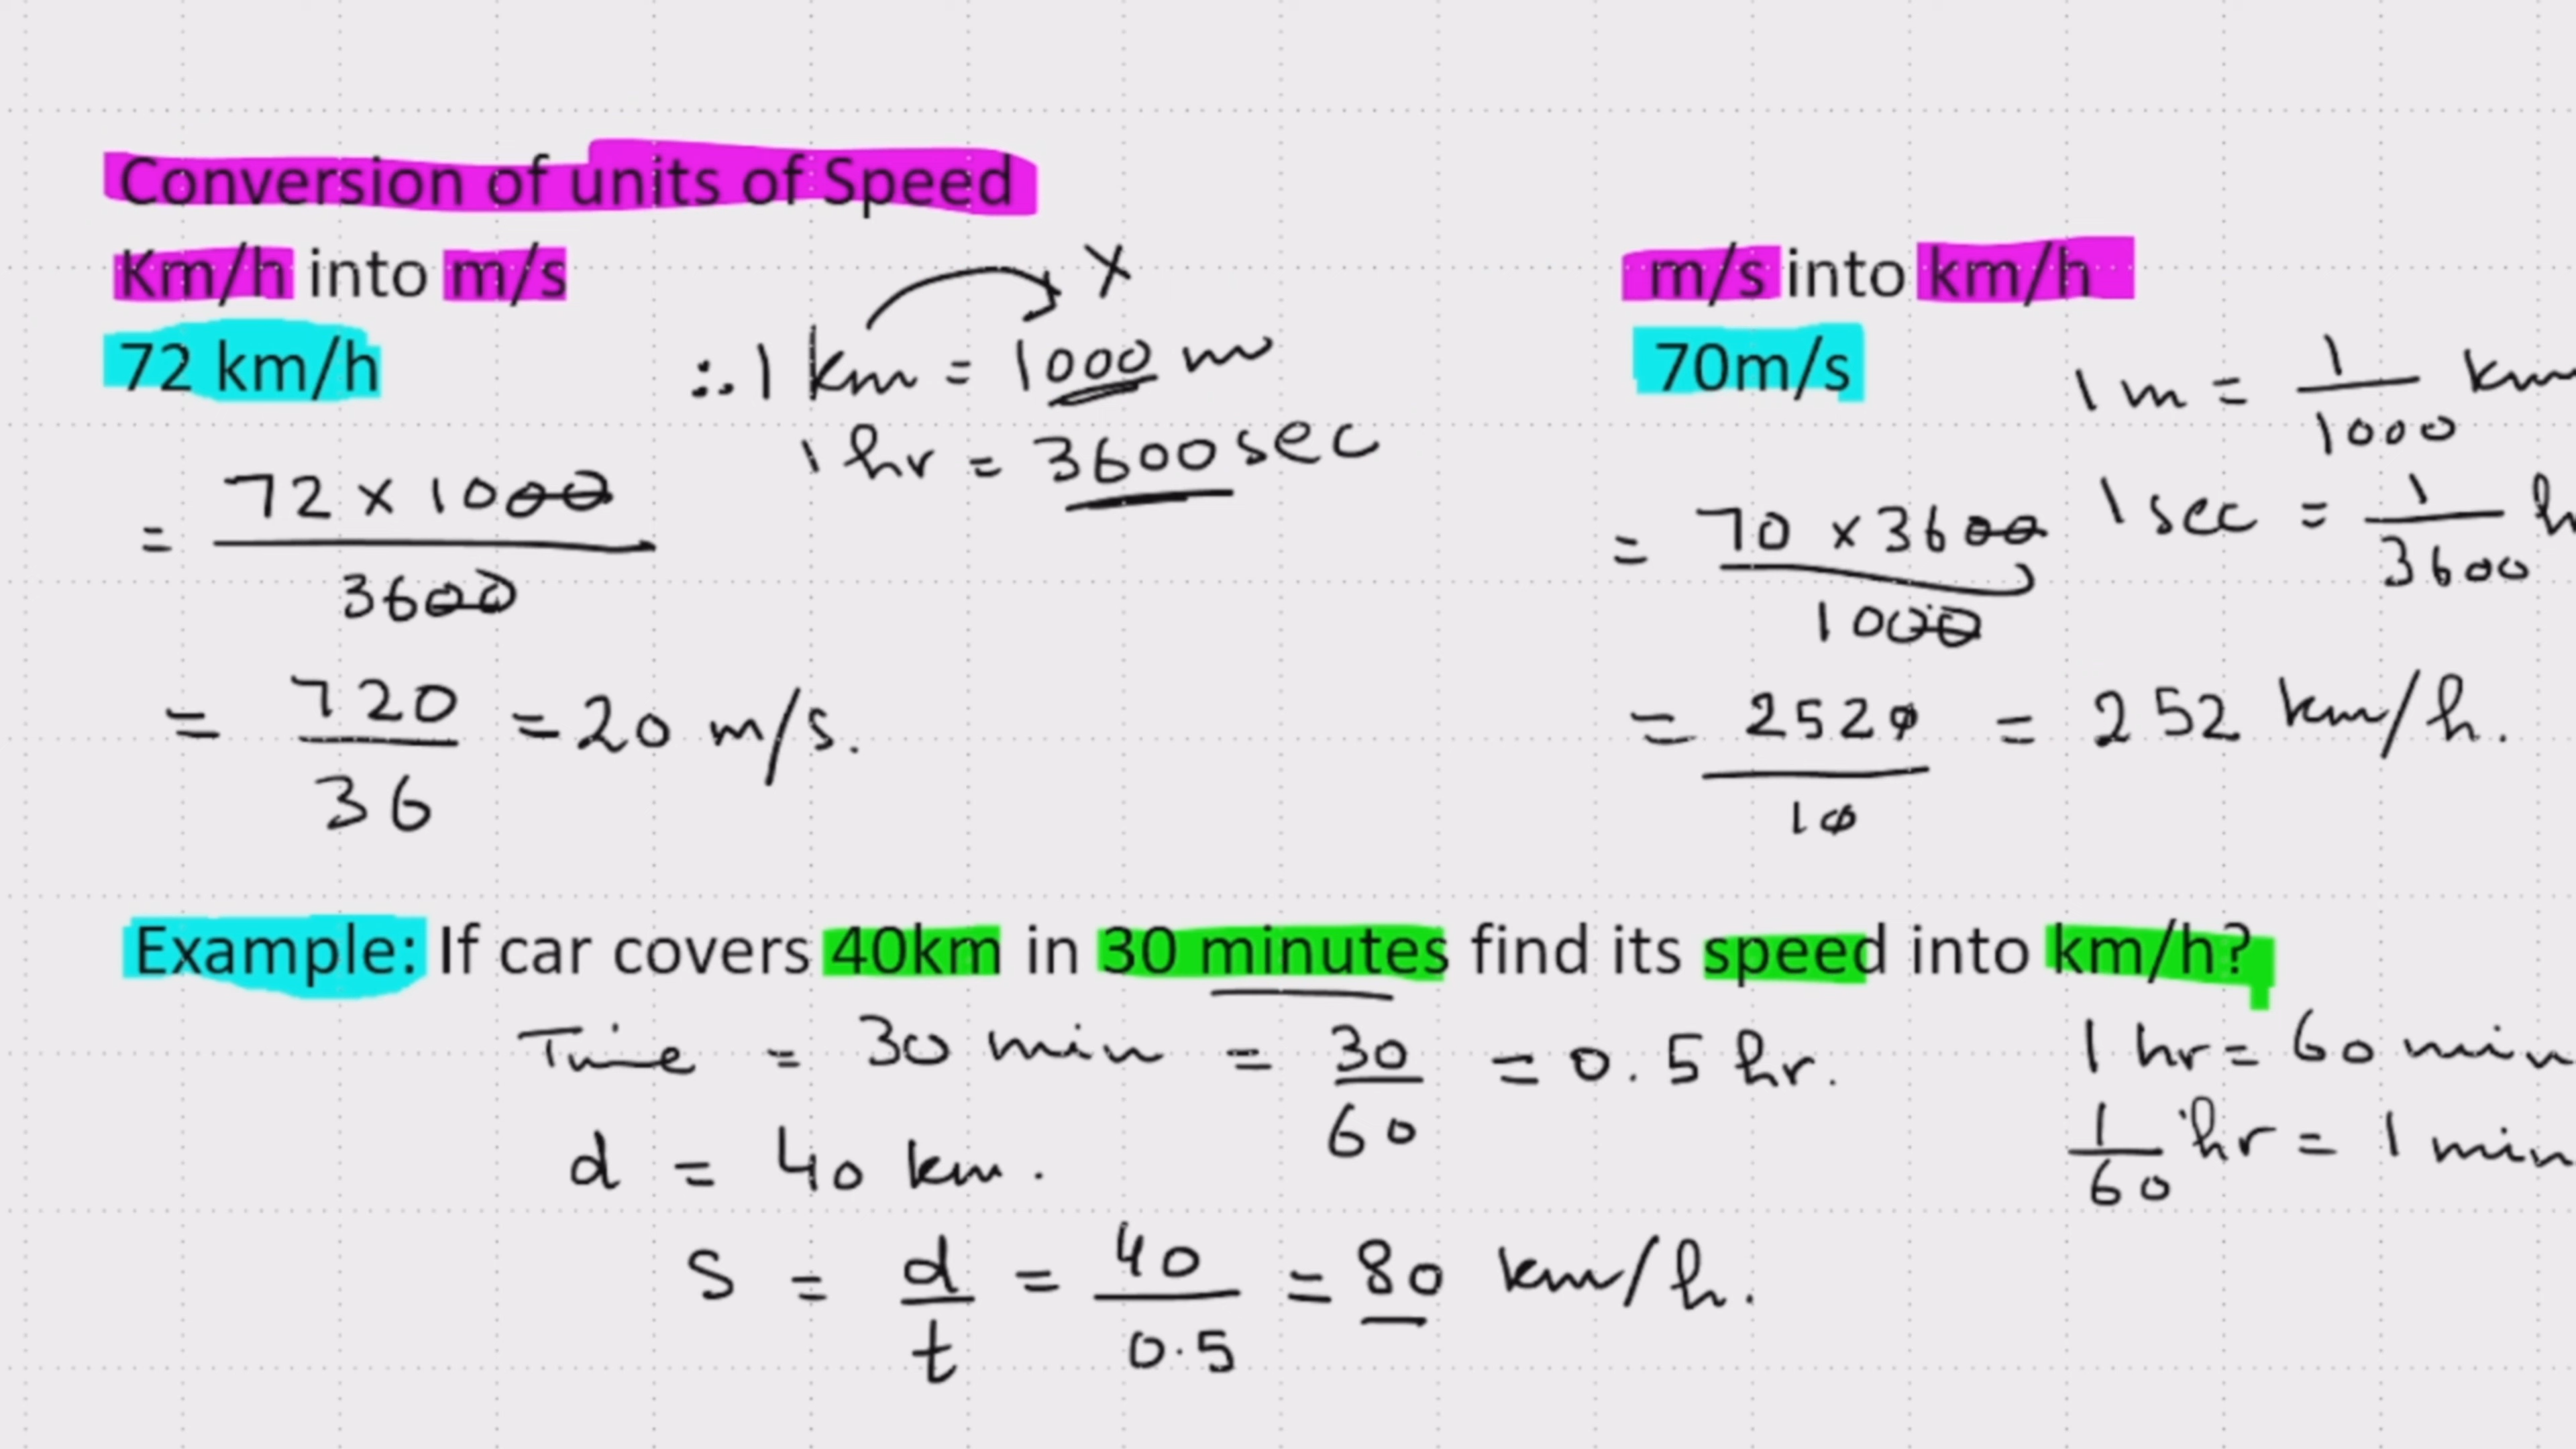 Conversion of units of Speed
Km/h into m/s
72 km/h
X
∴ 1 km = 1000 m
1 hr = 3600 sec
= 72 x 1000 / 3600
= 720 / 36 = 20 m/s.
m/s into km/h
70m/s
1 m = 1 / 1000 km
1 sec = 1 / 3600 h
= 70 x 3600 / 1000
= 2520 / 10 = 252 km/h.
Example: If car covers 40km in 30 minutes find its speed into km/h?
Time = 30 min = 30 / 60 = 0.5 hr.
1 hr = 60 min
1 / 60 hr = 1 min
d = 40 km.
S = d / t = 40 / 0.5 = 80 km/h.